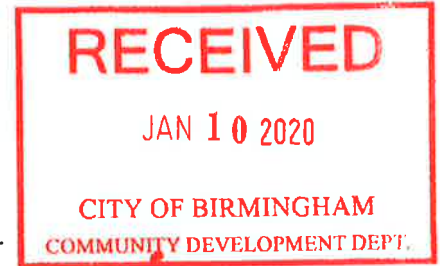 RECEIVED
JAN 10 2020
CITY OF BIRMINGHAM
COMMUNITY DEVELOPMENT DEPT.